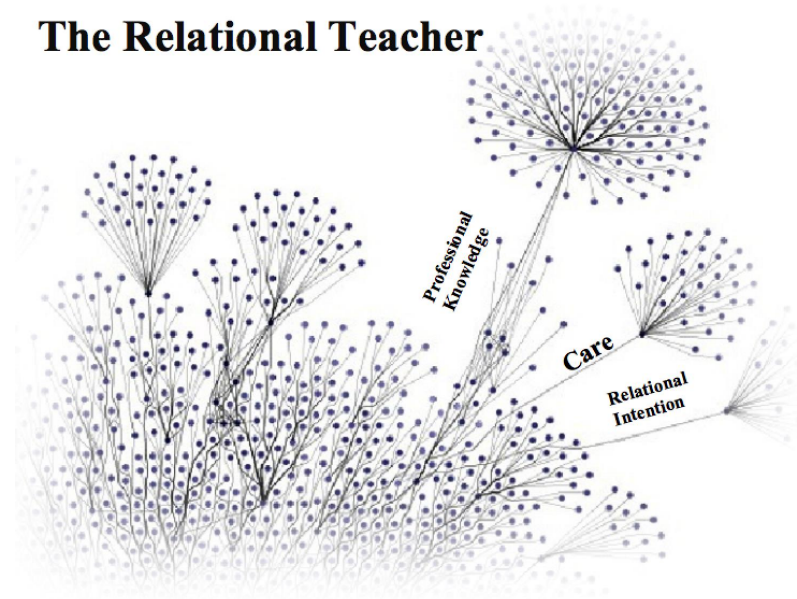 The Relational Teacher
Professional
Knowledge
Care
Relational
Intention